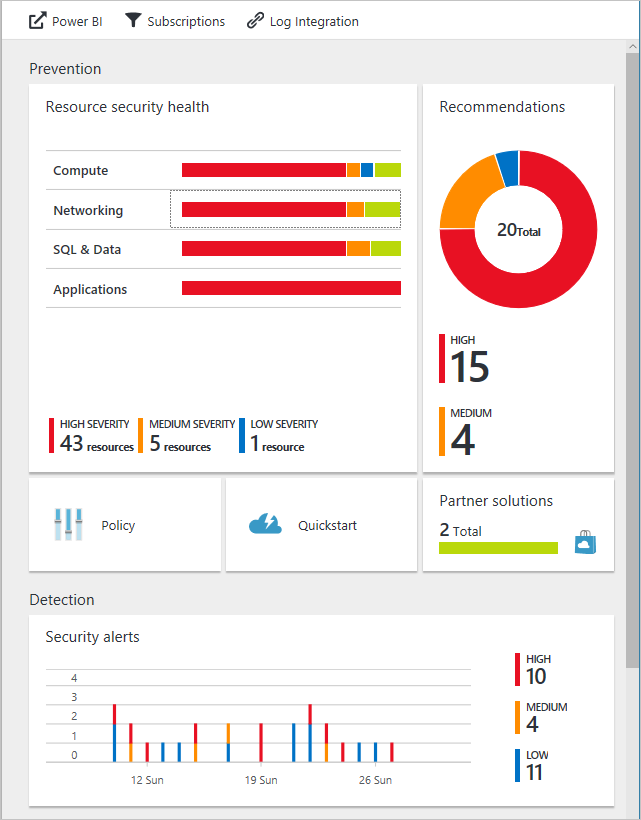 Power BI Subscriptions Log Integration
Prevention
Resource security health
Compute
Networking
SQL & Data
Applications
HIGH SEVERITY
43 resources
MEDIUM SEVERITY
5 resources
LOW SEVERITY
1 resource
Recommendations
20Total
HIGH
15
MEDIUM
4
Policy
Quickstart
Partner solutions
2 Total
Detection
Security alerts
4
3
2
1
0
12 Sun 19 Sun 26 Sun
HIGH
10
MEDIUM
4
LOW
11